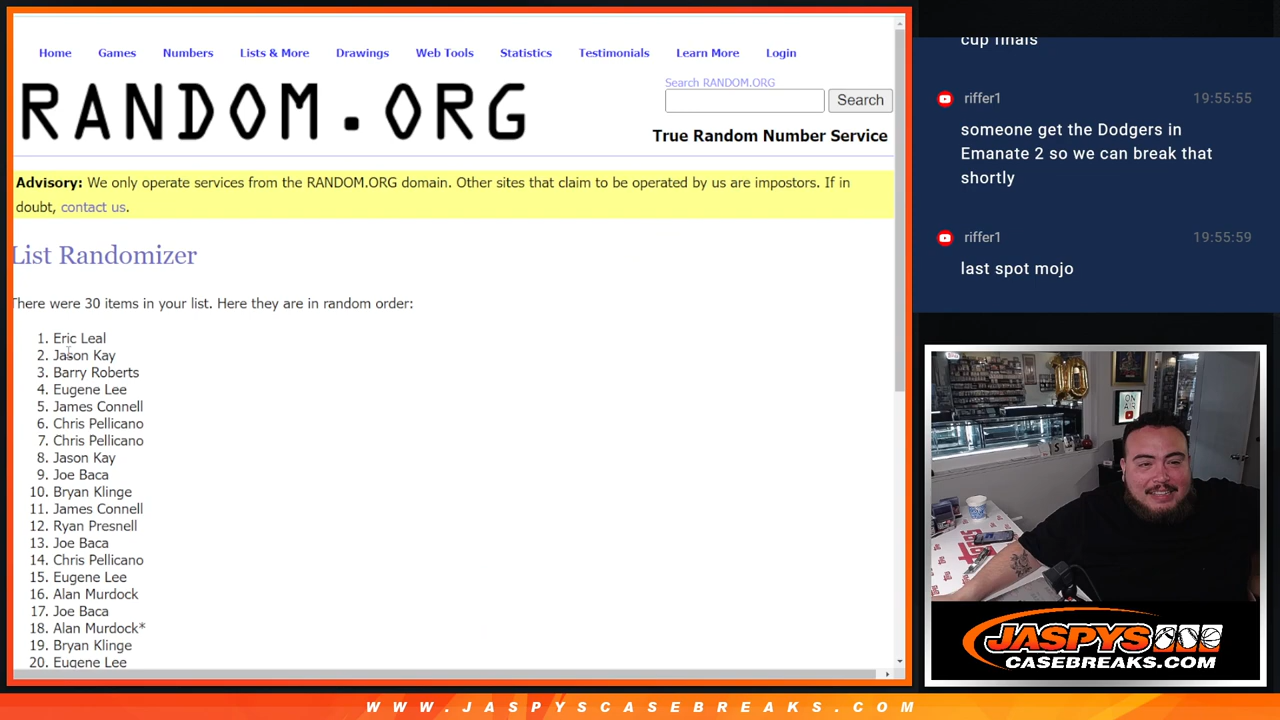 Home Games Numbers Lists & More Drawings Web Tools Statistics Testimonials Learn More Login
RANDOM.ORG
Search RANDOM.ORG
Search
True Random Number Service
Advisory: We only operate services from the RANDOM.ORG domain. Other sites that claim to be operated by us are impostors. If in
doubt, contact us.
List Randomizer
There were 30 items in your list. Here they are in random order:
1. Eric Leal
2. Jason Kay
3. Barry Roberts
4. Eugene Lee
5. James Connell
6. Chris Pellicano
7. Chris Pellicano
8. Jason Kay
9. Joe Baca
10. Bryan Klinge
11. James Connell
12. Ryan Presnell
13. Joe Baca
14. Chris Pellicano
15. Eugene Lee
16. Alan Murdock
17. Joe Baca
18. Alan Murdock*
19. Bryan Klinge
20. Eugene Lee
cup finals
riffer1 19:55:55
someone get the Dodgers in
Emanate 2 so we can break that
shortly
riffer1 19:55:59
last spot mojo
10
ON
AIR
JASPYS
CASEBREAKS.COM
WWW.JASPYSCASEBREAKS.COM